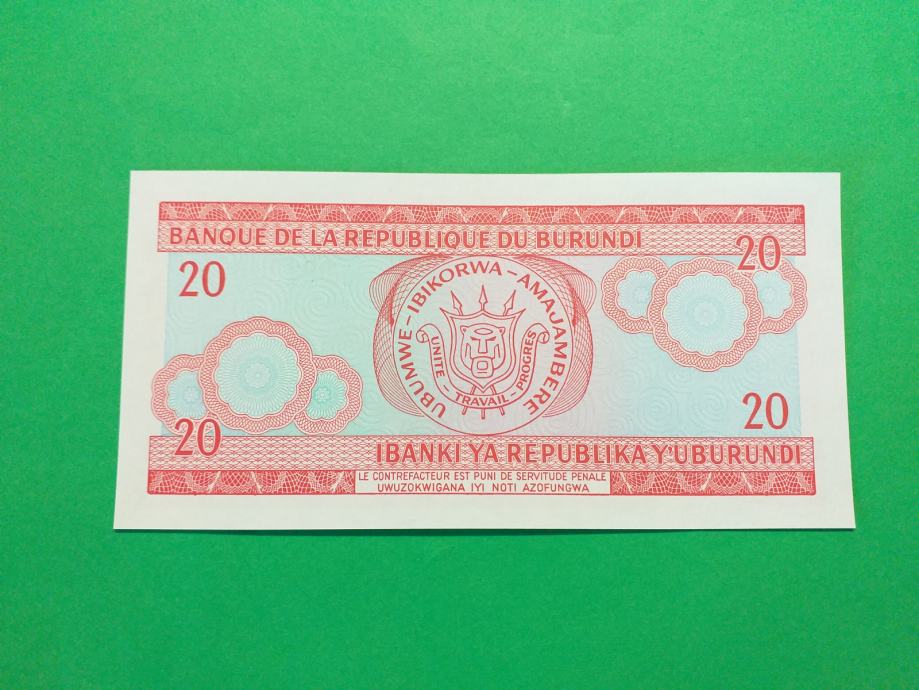 BANQUE DE LA REPUBLIQUE DU BURUNDI
20
20
UBUMWE - IBIKORWA - AMAJAMBERE
UNITE - TRAVAIL - PROGRES
20
20
IBANKI YA REPUBLIKA Y'UBURUNDI
LE CONTREFACTEUR EST PUNI DE SERVITUDE PENALE
UWUZOKWIGANA IYI NOTI AZOFUNGWA